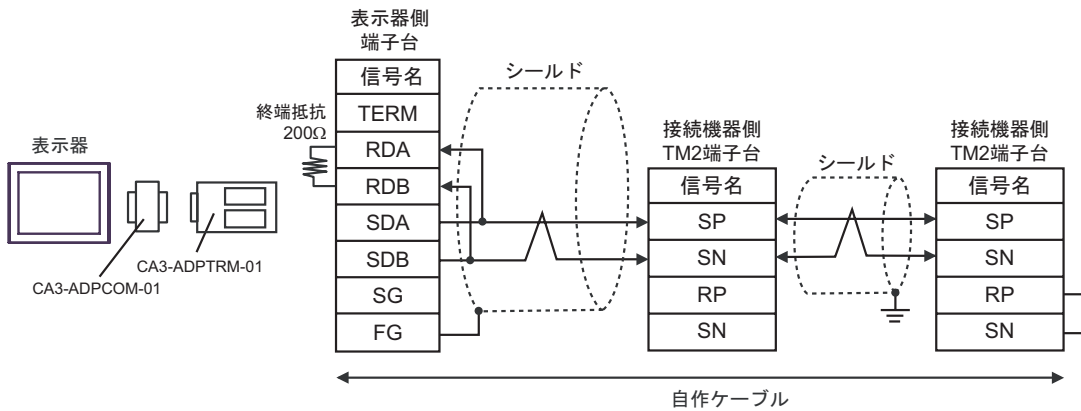 表示器
CA3-ADPCOM-01
CA3-ADPTRM-01
終端抵抗
200Ω
表示器側
端子台
信号名
TERM
RDA
RDB
SDA
SDB
SG
FG
シールド
接続機器側
TM2端子台
信号名
SP
SN
RP
SN
シールド
接続機器側
TM2端子台
信号名
SP
SN
RP
SN
自作ケーブル